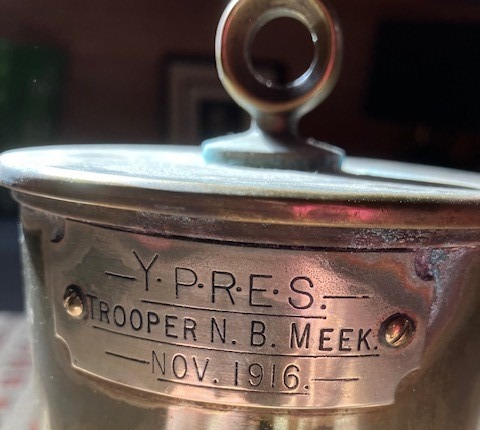 —Y·P·R·E·S.—
TROOPER N. B. MEEK.
—NOV. 1916.—